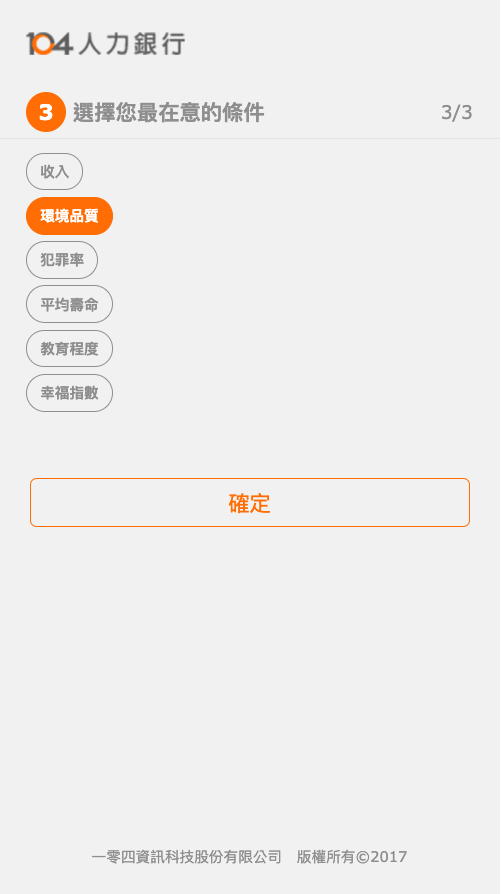 104人力銀行
3 選擇您最在意的條件 3/3
收入
環境品質
犯罪率
平均壽命
教育程度
幸福指數
確定
一零四資訊科技股份有限公司 版權所有©2017